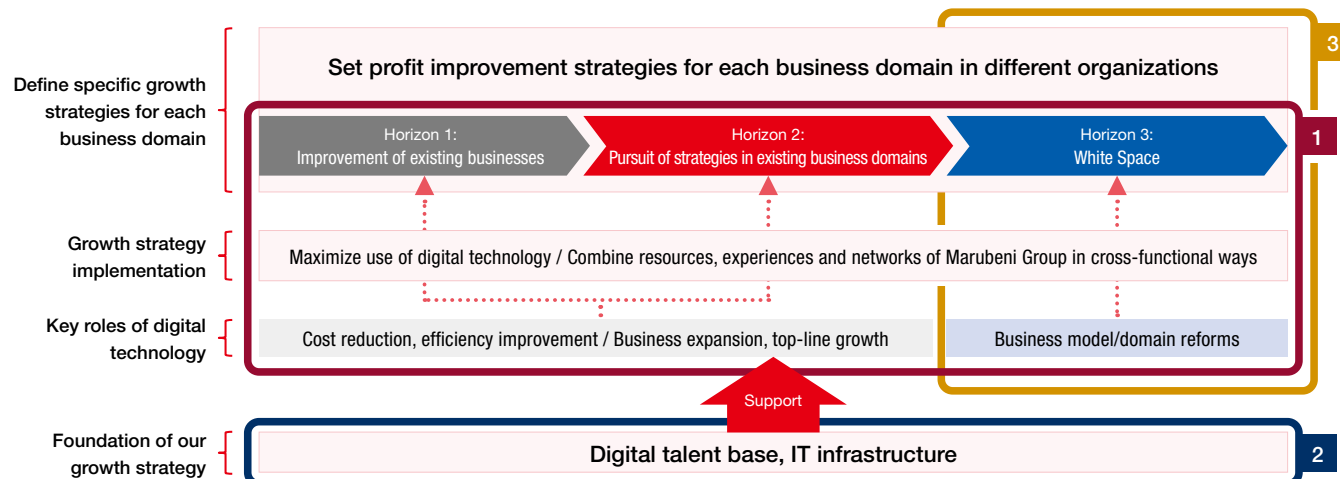 3
Set profit improvement strategies for each business domain in different organizations
Define specific growth
strategies for each
business domain
Horizon 1:
Improvement of existing businesses
Horizon 2:
Pursuit of strategies in existing business domains
Horizon 3:
White Space
1
Growth strategy
implementation
Maximize use of digital technology / Combine resources, experiences and networks of Marubeni Group in cross-functional ways
Key roles of digital
technology
Cost reduction, efficiency improvement / Business expansion, top-line growth
Business model/domain reforms
Support
Foundation of our
growth strategy
Digital talent base, IT infrastructure
2